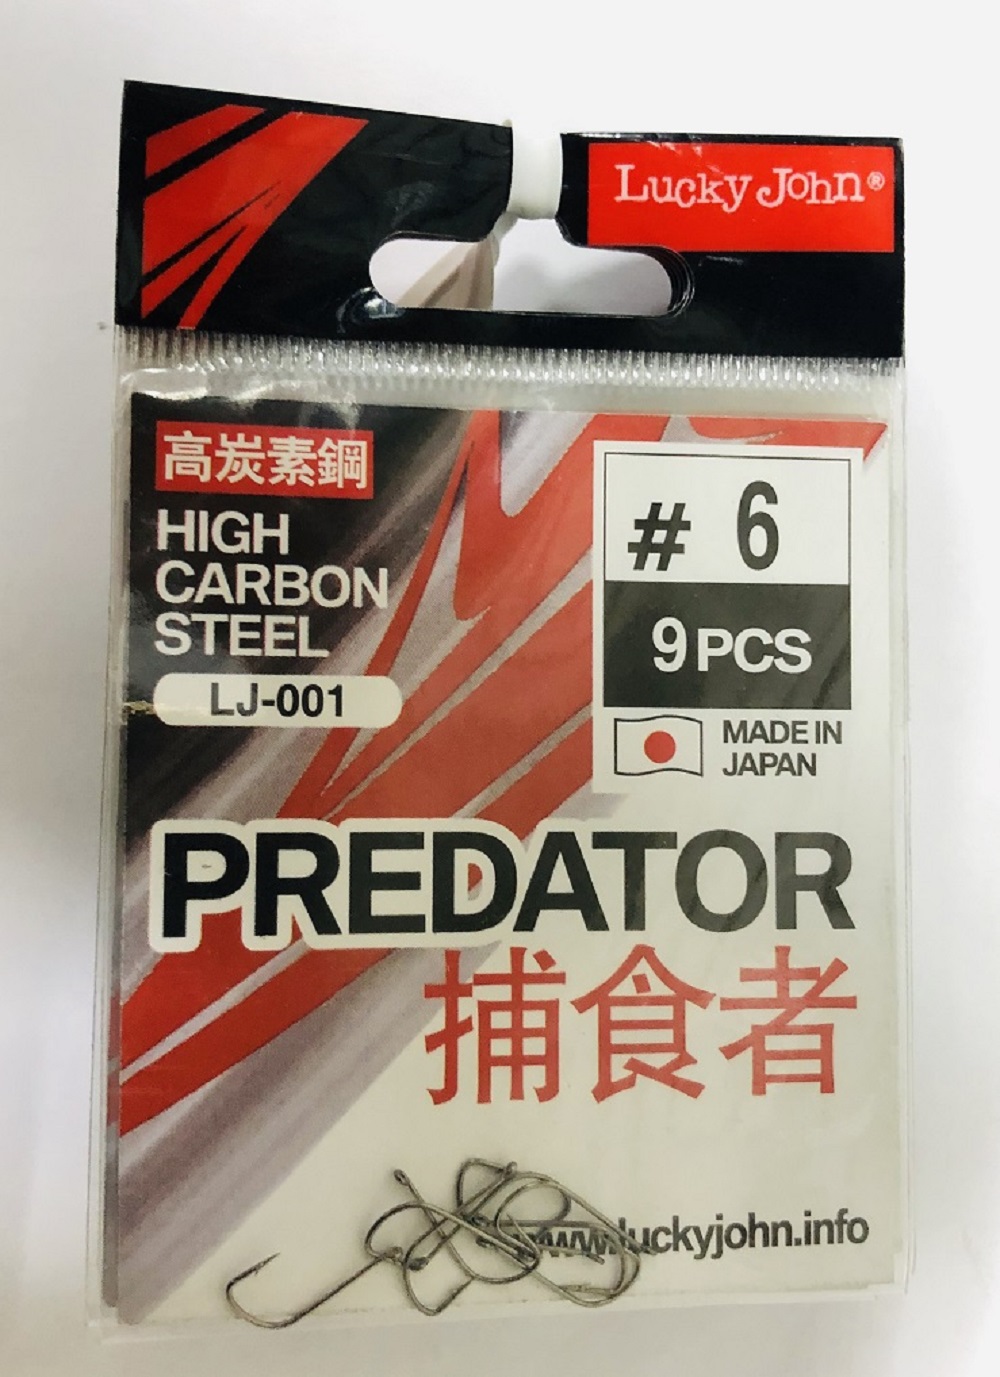 Lucky John®
高炭素鋼
HIGH
CARBON
STEEL
LJ-001
# 6
9 PCS
MADE IN
JAPAN
PREDATOR
捕食者
www.luckyjohn.info